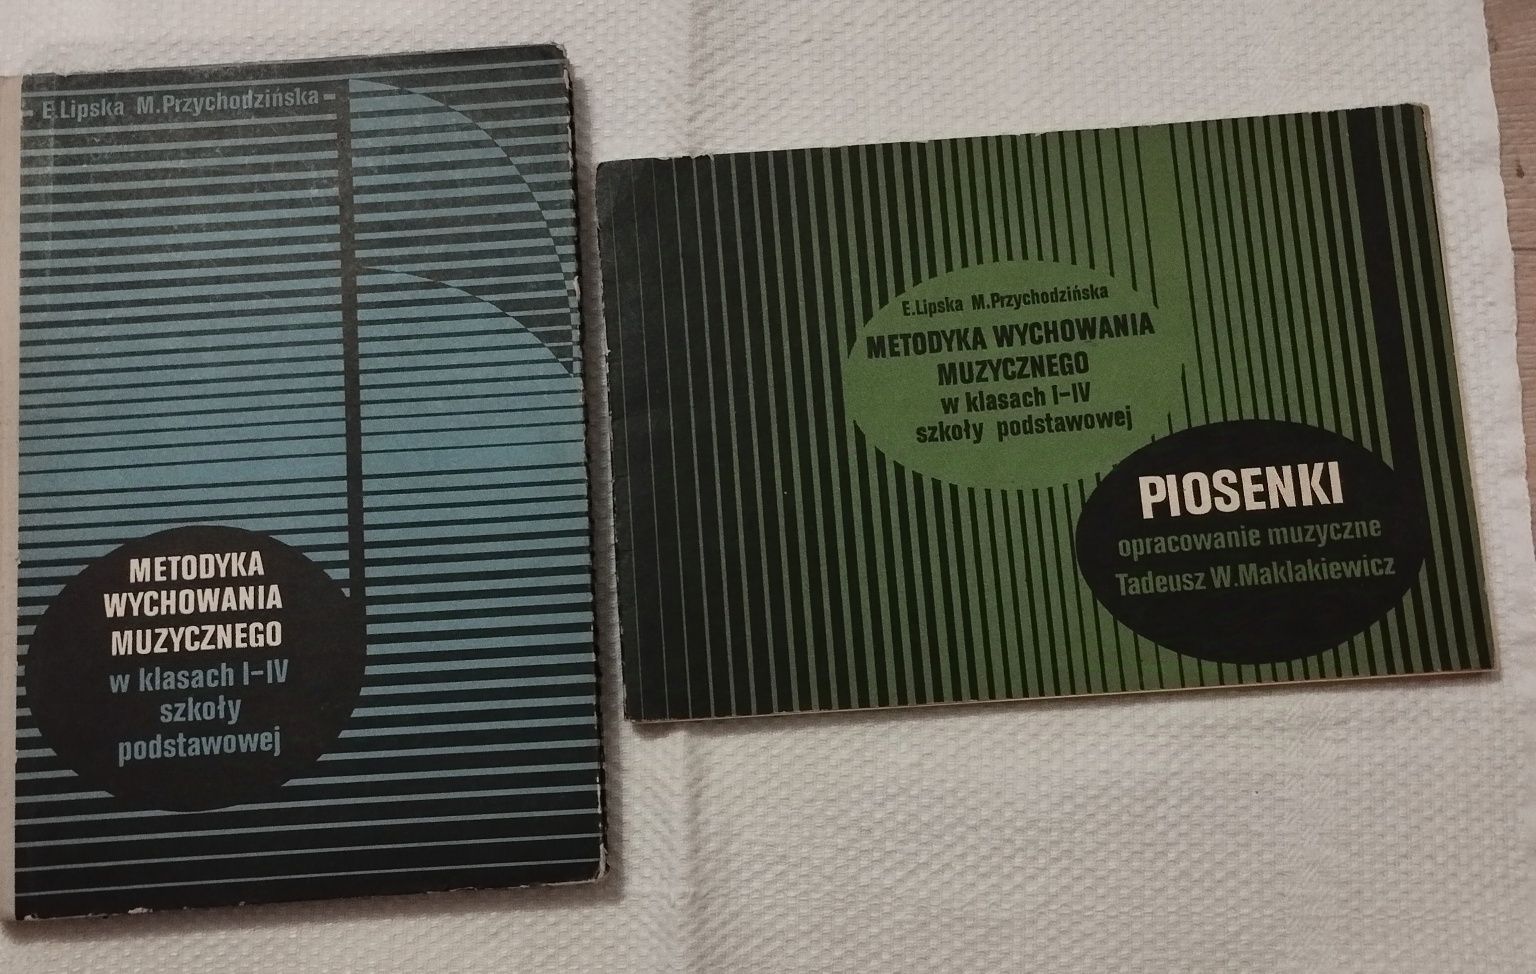 E.Lipska M.Przychodzińska
METODYKA
WYCHOWANIA
MUZYCZNEGO
w klasach I-IV
szkoły
podstawowej
E.Lipska M.Przychodzińska
METODYKA WYCHOWANIA
MUZYCZNEGO
w klasach I-IV
szkoły podstawowej
PIOSENKI
opracowanie muzyczne
Tadeusz W.Maklakiewicz